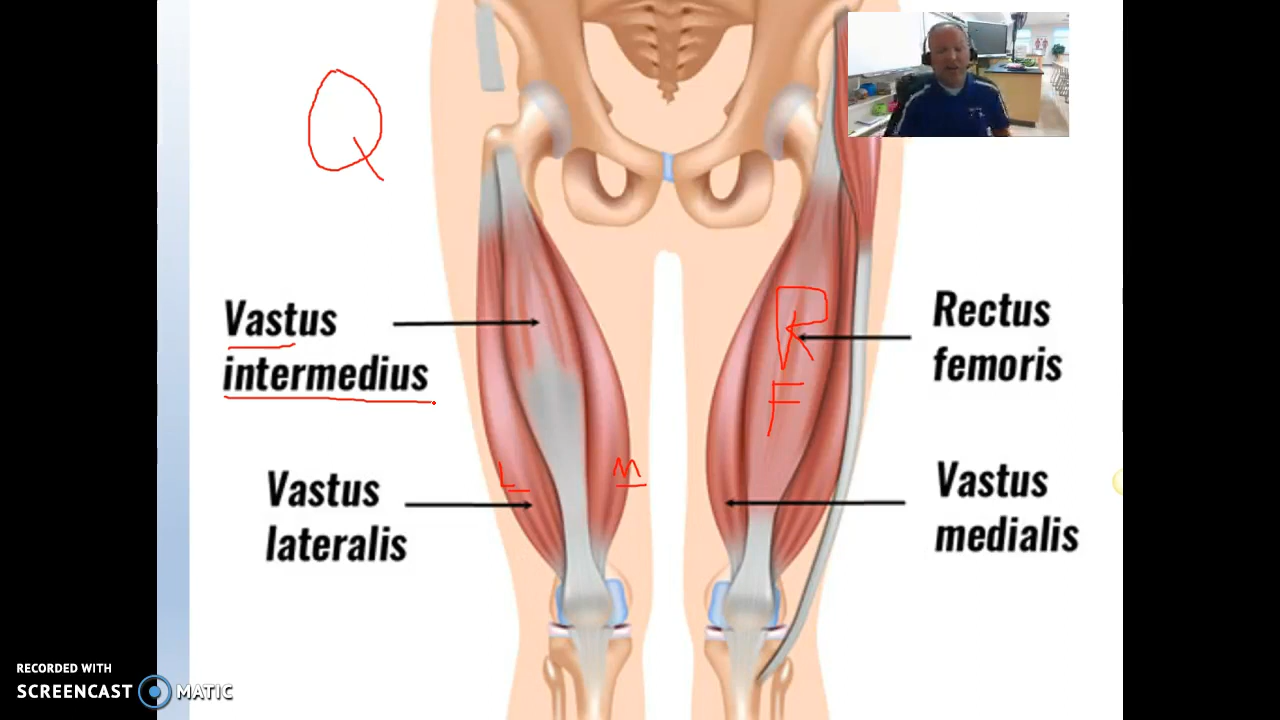 Q
Vastus
intermedius
Vastus
lateralis
L
M
R
F
Rectus
femoris
Vastus
medialis
RECORDED WITH
SCREENCAST MATIC